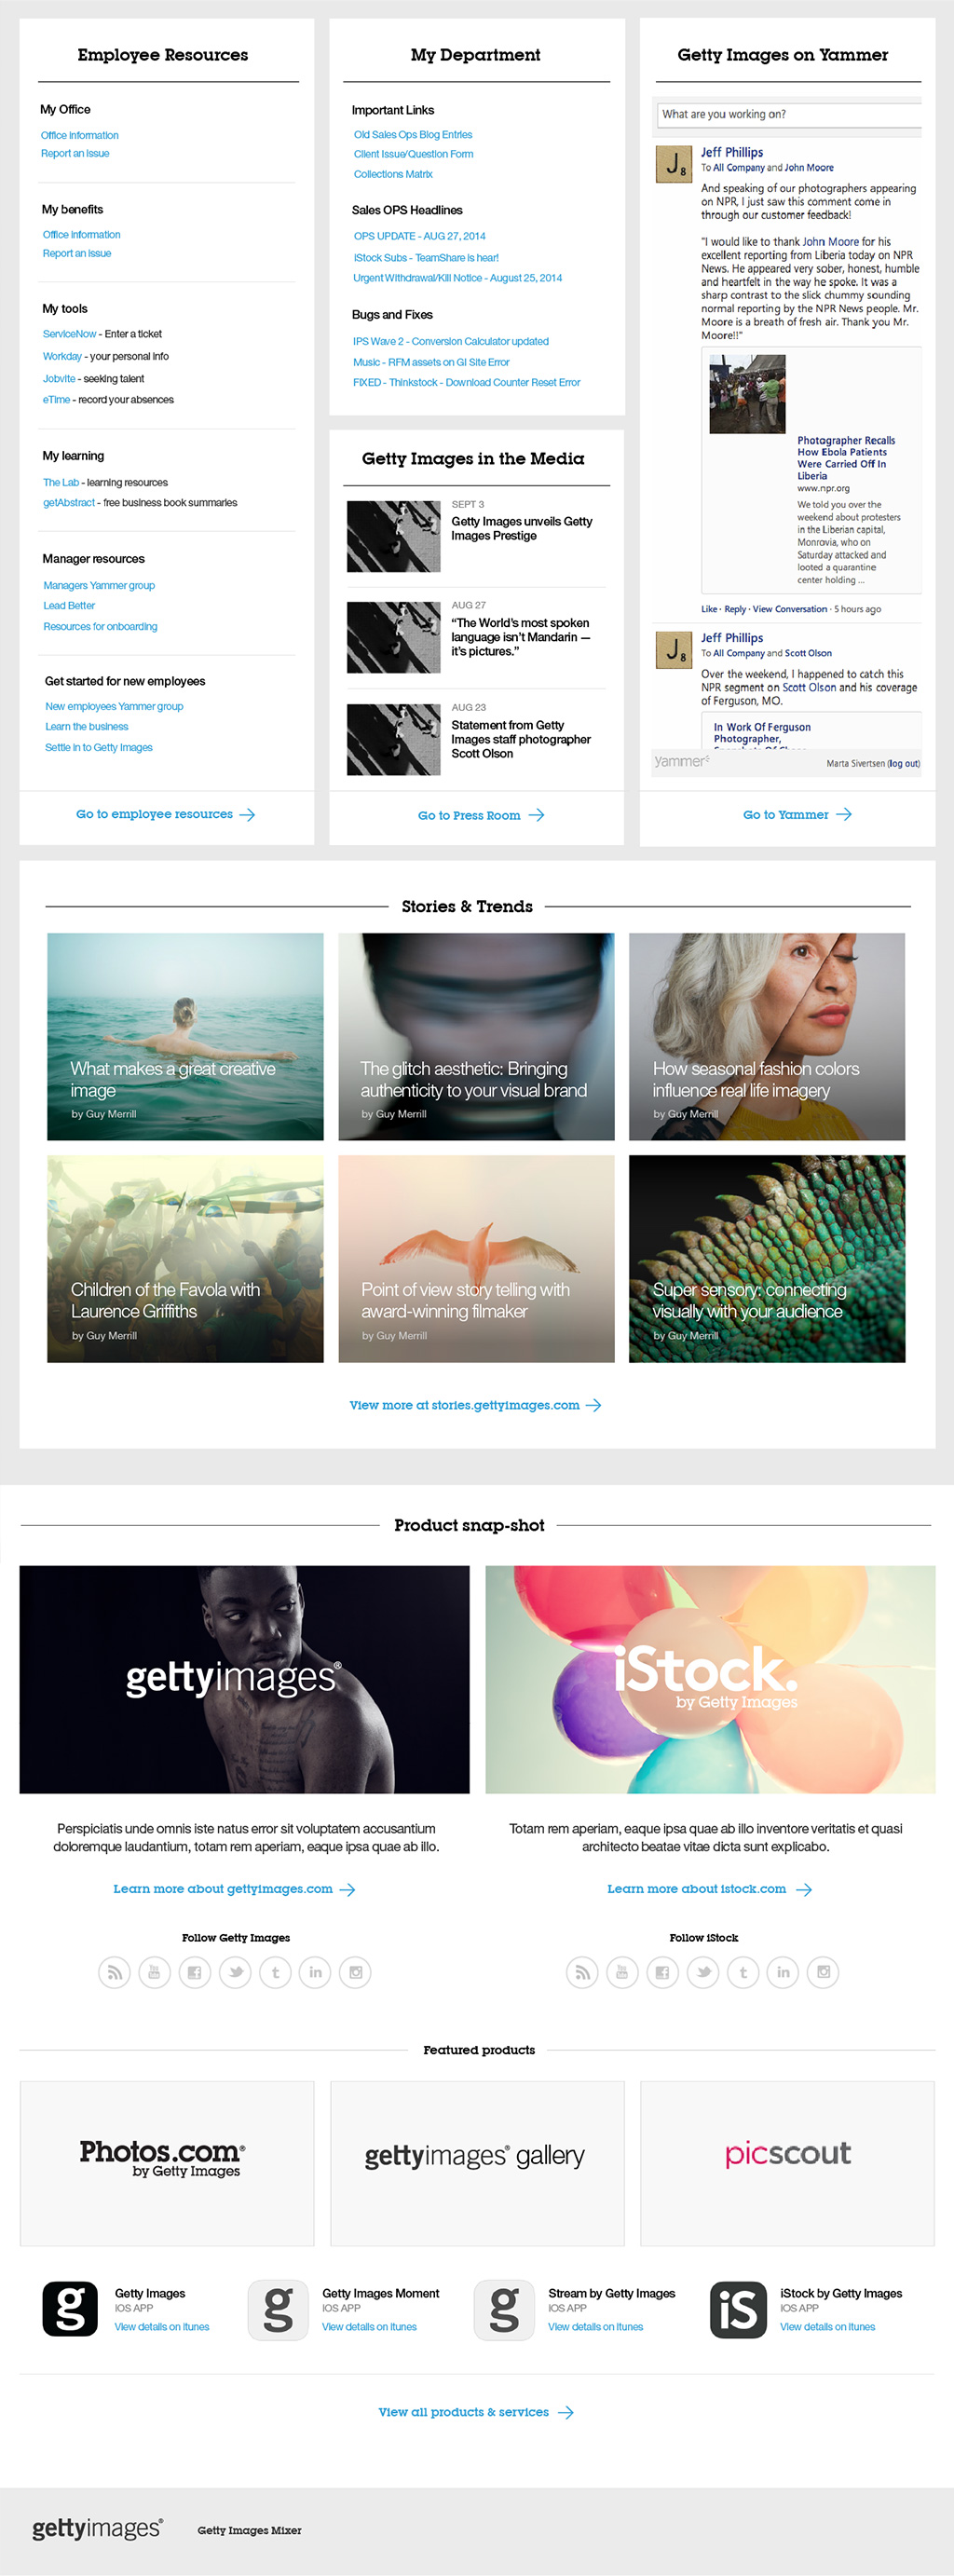 Employee Resources
My Office
Office information
Report an issue
My benefits
Office information
Report an issue
My tools
ServiceNow - Enter a ticket
Workday - your personal info
Jobvite - seeking talent
eTime - record your absences
My learning
The Lab - learning resources
getAbstract - free business book summaries
Manager resources
Managers Yammer group
Lead Better
Resources for onboarding
Get started for new employees
New employees Yammer group
Learn the business
Settle in to Getty Images
Go to employee resources
My Department
Important Links
Old Sales Ops Blog Entries
Client Issue/Question Form
Collections Matrix
Sales OPS Headlines
OPS UPDATE - AUG 27, 2014
iStock Subs - TeamShare is hear!
Urgent Withdrawal/Kill Notice - August 25, 2014
Bugs and Fixes
IPS Wave 2 - Conversion Calculator updated
Music - RFM assets on GI Site Error
FIXED - Thinkstock - Download Counter Reset Error
Getty Images in the Media
SEPT 3
Getty Images unveils Getty
Images Prestige
AUG 27
“The World’s most spoken
language isn’t Mandarin —
it’s pictures.”
AUG 23
Statement from Getty
Images staff photographer
Scott Olson
Go to Press Room
Getty Images on Yammer
What are you working on?
J8
Jeff Phillips
To All Company and John Moore
And speaking of our photographers appearing
on NPR, I just saw this comment come in
through our customer feedback!
"I would like to thank John Moore for his
excellent reporting from Liberia today on NPR
News. He appeared very sober, honest, humble
and heartfelt in the way he spoke. It was a
sharp contrast to the slick chummy sounding
normal reporting by the NPR News people. Mr.
Moore is a breath of fresh air. Thank you Mr.
Moore!!"
Photographer Recalls
How Ebola Patients
Were Carried Off In
Liberia
www.npr.org
We told you over the
weekend about protesters
in the Liberian capital,
Monrovia, who on
Saturday attacked and
looted a quarantine
center holding ...
Like · Reply · View Conversation · 5 hours ago
J8
Jeff Phillips
To All Company and Scott Olson
Over the weekend, I happened to catch this
NPR segment on Scott Olson and his coverage
of Ferguson, MO.
In Work Of Ferguson
Photographer,
yammer
Marta Sivertsen (log out)
Go to Yammer
Stories & Trends
What makes a great creative
image
by Guy Merrill
The glitch aesthetic: Bringing
authenticity to your visual brand
by Guy Merrill
How seasonal fashion colors
influence real life imagery
by Guy Merrill
Children of the Favola with
Laurence Griffiths
by Guy Merrill
Point of view story telling with
award-winning filmaker
by Guy Merrill
Super sensory: connecting
visually with your audience
by Guy Merrill
View more at stories.gettyimages.com
Product snap-shot
gettyimages®
iStock.
by Getty Images
Perspiciatis unde omnis iste natus error sit voluptatem accusantium
doloremque laudantium, totam rem aperiam, eaque ipsa quae ab illo.
Totam rem aperiam, eaque ipsa quae ab illo inventore veritatis et quasi
architecto beatae vitae dicta sunt explicabo.
Learn more about gettyimages.com
Learn more about istock.com
Follow Getty Images
Follow iStock
Featured products
Photos.com®
by Getty Images
gettyimages® gallery
picscout
g
Getty Images
IOS APP
View details on Itunes
g
Getty Images Moment
IOS APP
View details on Itunes
g
Stream by Getty Images
IOS APP
View details on Itunes
iS
iStock by Getty Images
IOS APP
View details on Itunes
View all products & services
gettyimages®
Getty Images Mixer